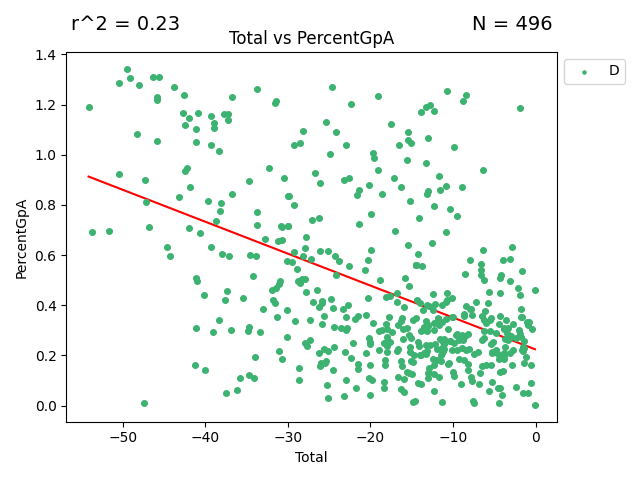 r^2 = 0.23
N = 496
Total vs PercentGpA
D
PercentGpA
1.4
1.2
1.0
0.8
0.6
0.4
0.2
0.0
−50
−40
−30
−20
−10
0
Total